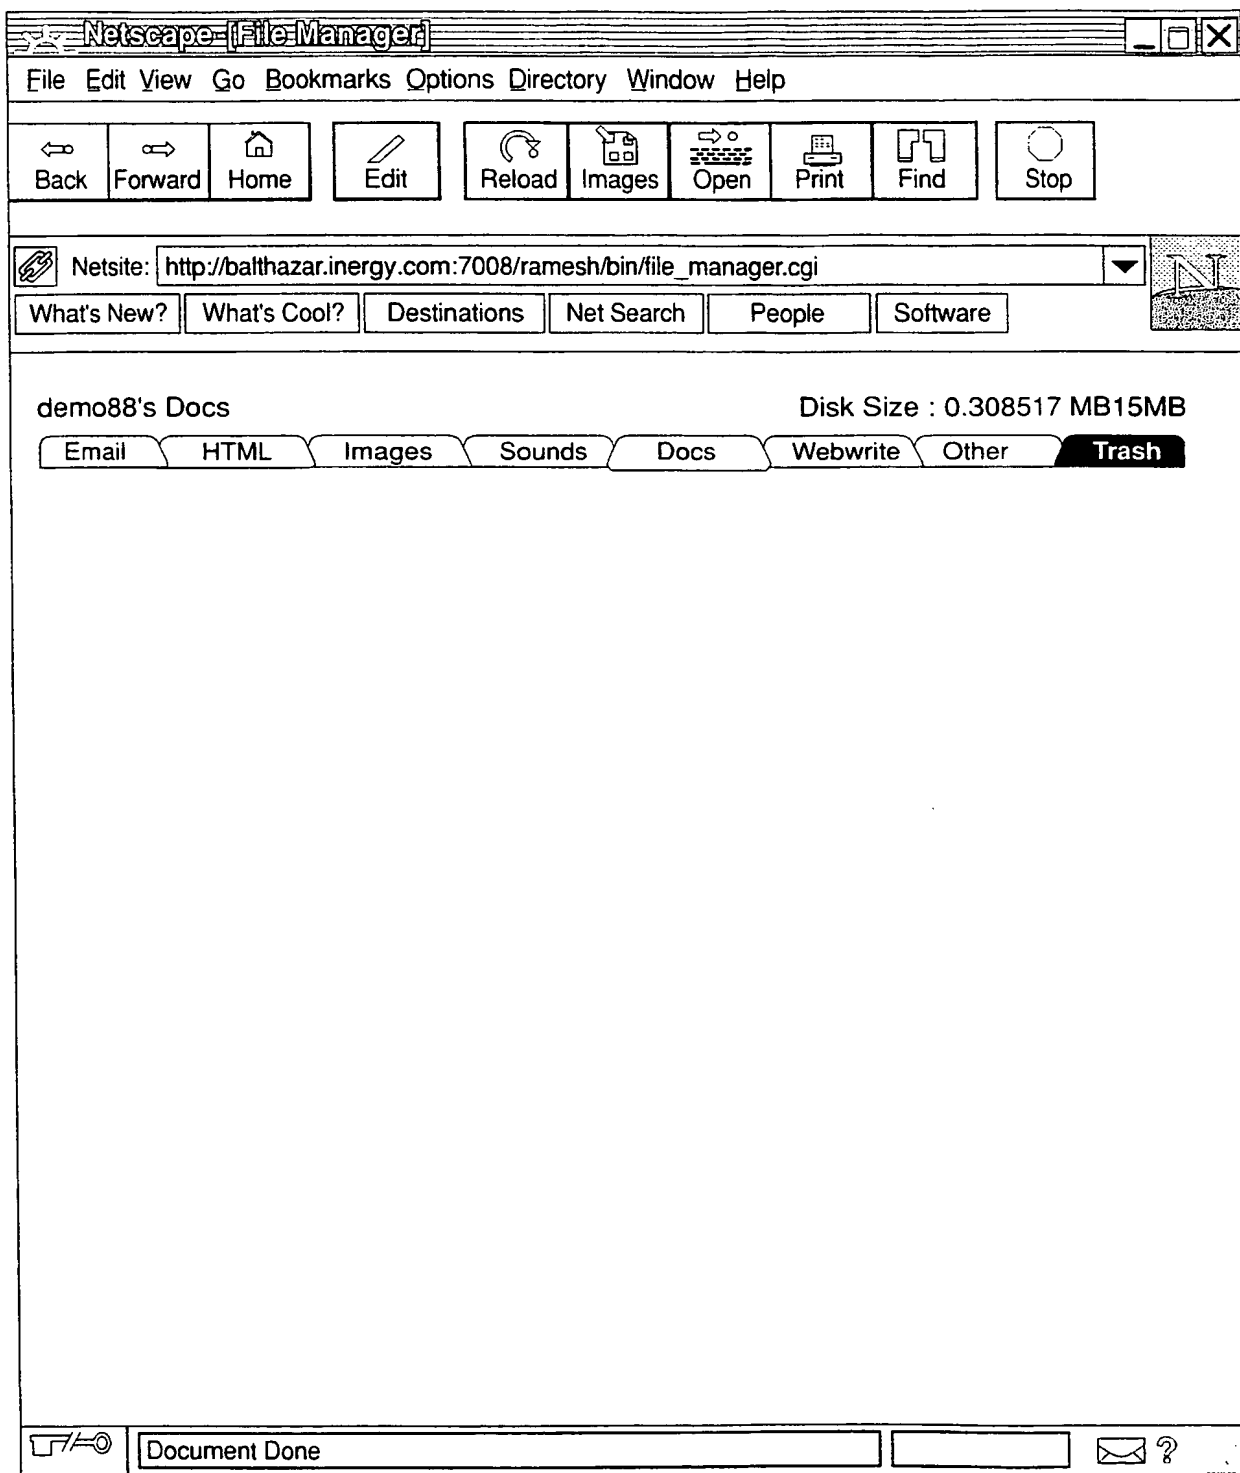 Netscape-[File Manager]
File Edit View Go Bookmarks Options Directory Window Help
Back Forward Home Edit Reload Images Open Print Find Stop
Netsite: http://balthazar.inergy.com:7008/ramesh/bin/file_manager.cgi
N
What's New? What's Cool? Destinations Net Search People Software
demo88's Docs Disk Size : 0.308517 MB15MB
Email HTML Images Sounds Docs Webwrite Other Trash
Document Done ?